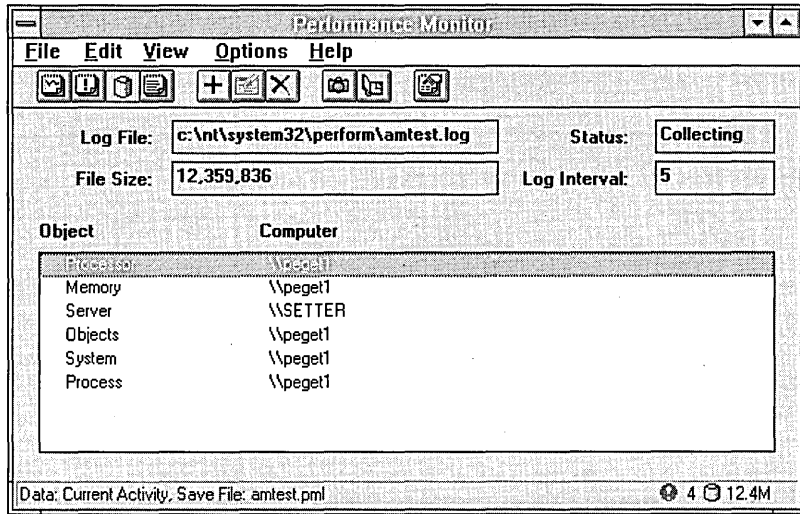 Performance Monitor
File Edit View Options Help
Log File: c:\nt\system32\perform\amtest.log Status: Collecting
File Size: 12,359,836 Log Interval: 5
Object Computer
Processor \\peget1
Memory \\peget1
Server \\SETTER
Objects \\peget1
System \\peget1
Process \\peget1
Data: Current Activity, Save File: amtest.pml 4 12.4M